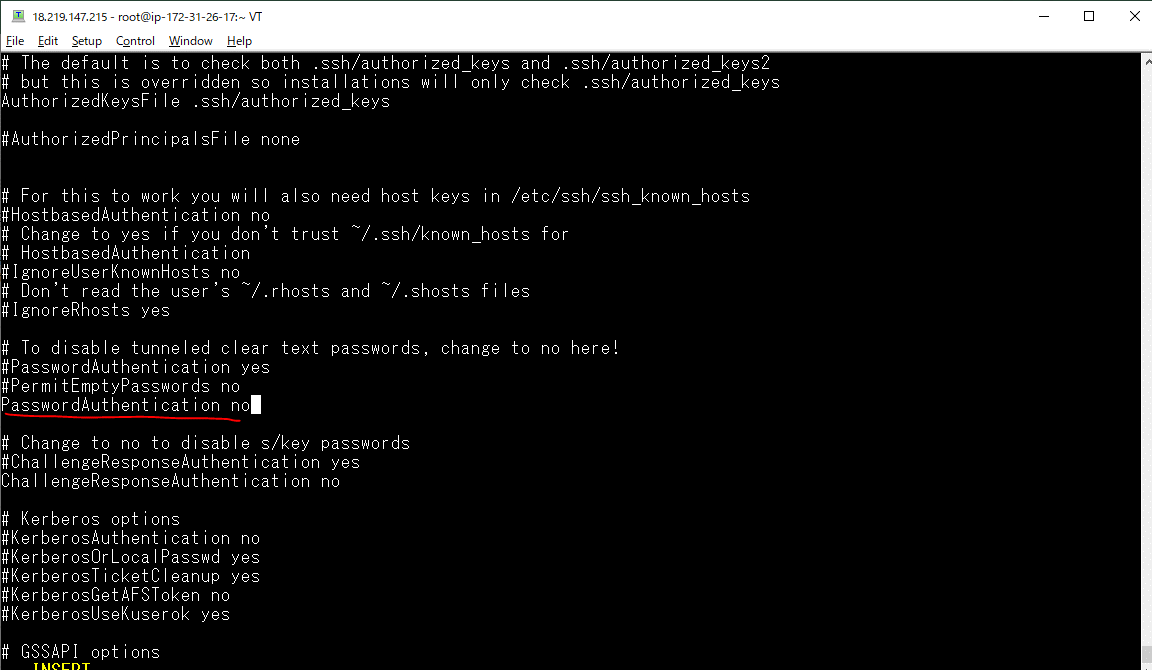 18.219.147.215 - root@ip-172-31-26-17:~ VT
File Edit Setup Control Window Help
# The default is to check both .ssh/authorized_keys and .ssh/authorized_keys2
# but this is overridden so installations will only check .ssh/authorized_keys
AuthorizedKeysFile .ssh/authorized_keys
#AuthorizedPrincipalsFile none
# For this to work you will also need host keys in /etc/ssh/ssh_known_hosts
#HostbasedAuthentication no
# Change to yes if you don't trust ~/.ssh/known_hosts for
# HostbasedAuthentication
#IgnoreUserKnownHosts no
# Don't read the user's ~/.rhosts and ~/.shosts files
#IgnoreRhosts yes
# To disable tunneled clear text passwords, change to no here!
#PasswordAuthentication yes
#PermitEmptyPasswords no
PasswordAuthentication no
# Change to no to disable s/key passwords
#ChallengeResponseAuthentication yes
ChallengeResponseAuthentication no
# Kerberos options
#KerberosAuthentication no
#KerberosOrLocalPasswd yes
#KerberosTicketCleanup yes
#KerberosGetAFSToken no
#KerberosUseKuserok yes
# GSSAPI options
INSERT